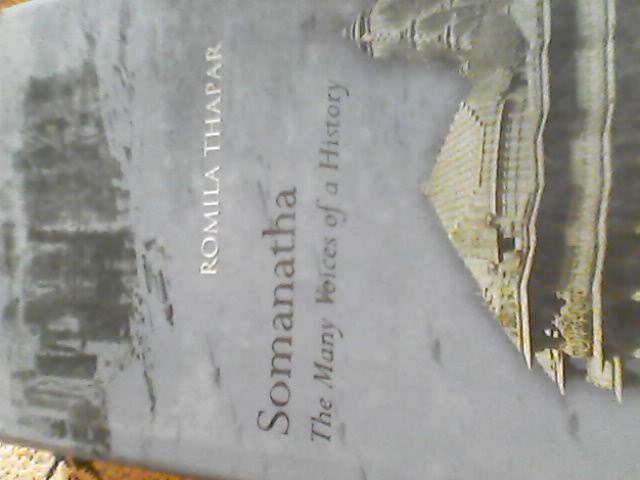 ROMILA THAPAR
Somanatha
The Many Voices of a History